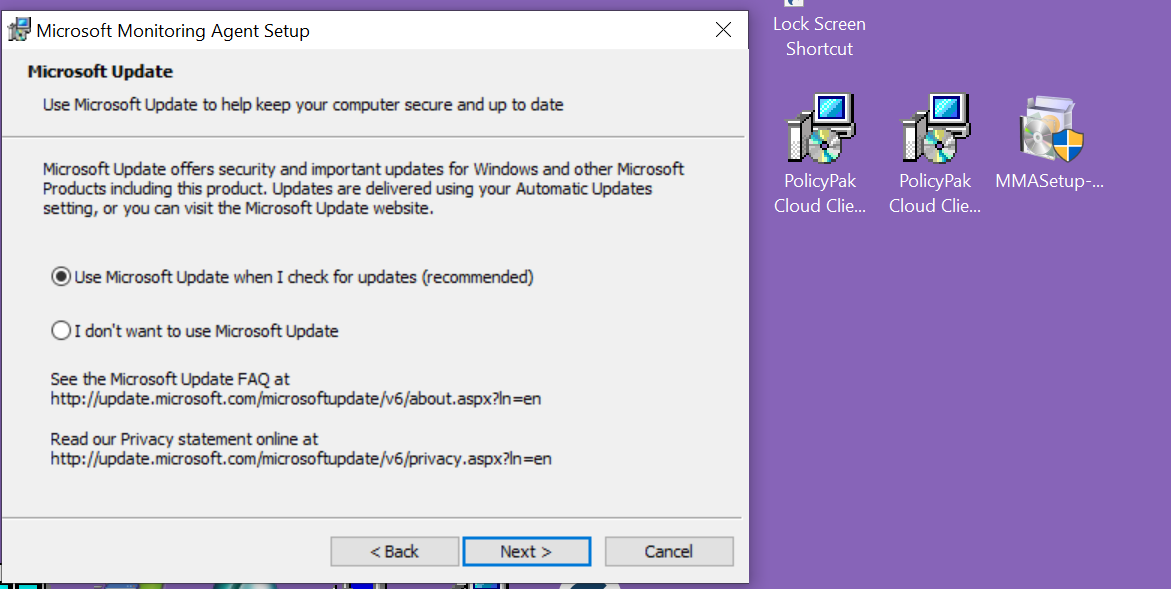 Microsoft Monitoring Agent Setup
Microsoft Update
Use Microsoft Update to help keep your computer secure and up to date
Microsoft Update offers security and important updates for Windows and other Microsoft
Products including this product. Updates are delivered using your Automatic Updates
setting, or you can visit the Microsoft Update website.
Use Microsoft Update when I check for updates (recommended)
I don't want to use Microsoft Update
See the Microsoft Update FAQ at
http://update.microsoft.com/microsoftupdate/v6/about.aspx?ln=en
Read our Privacy statement online at
http://update.microsoft.com/microsoftupdate/v6/privacy.aspx?ln=en
< Back
Next >
Cancel
Lock Screen
Shortcut
PolicyPak
Cloud Clie...
PolicyPak
Cloud Clie...
MMASetup-...